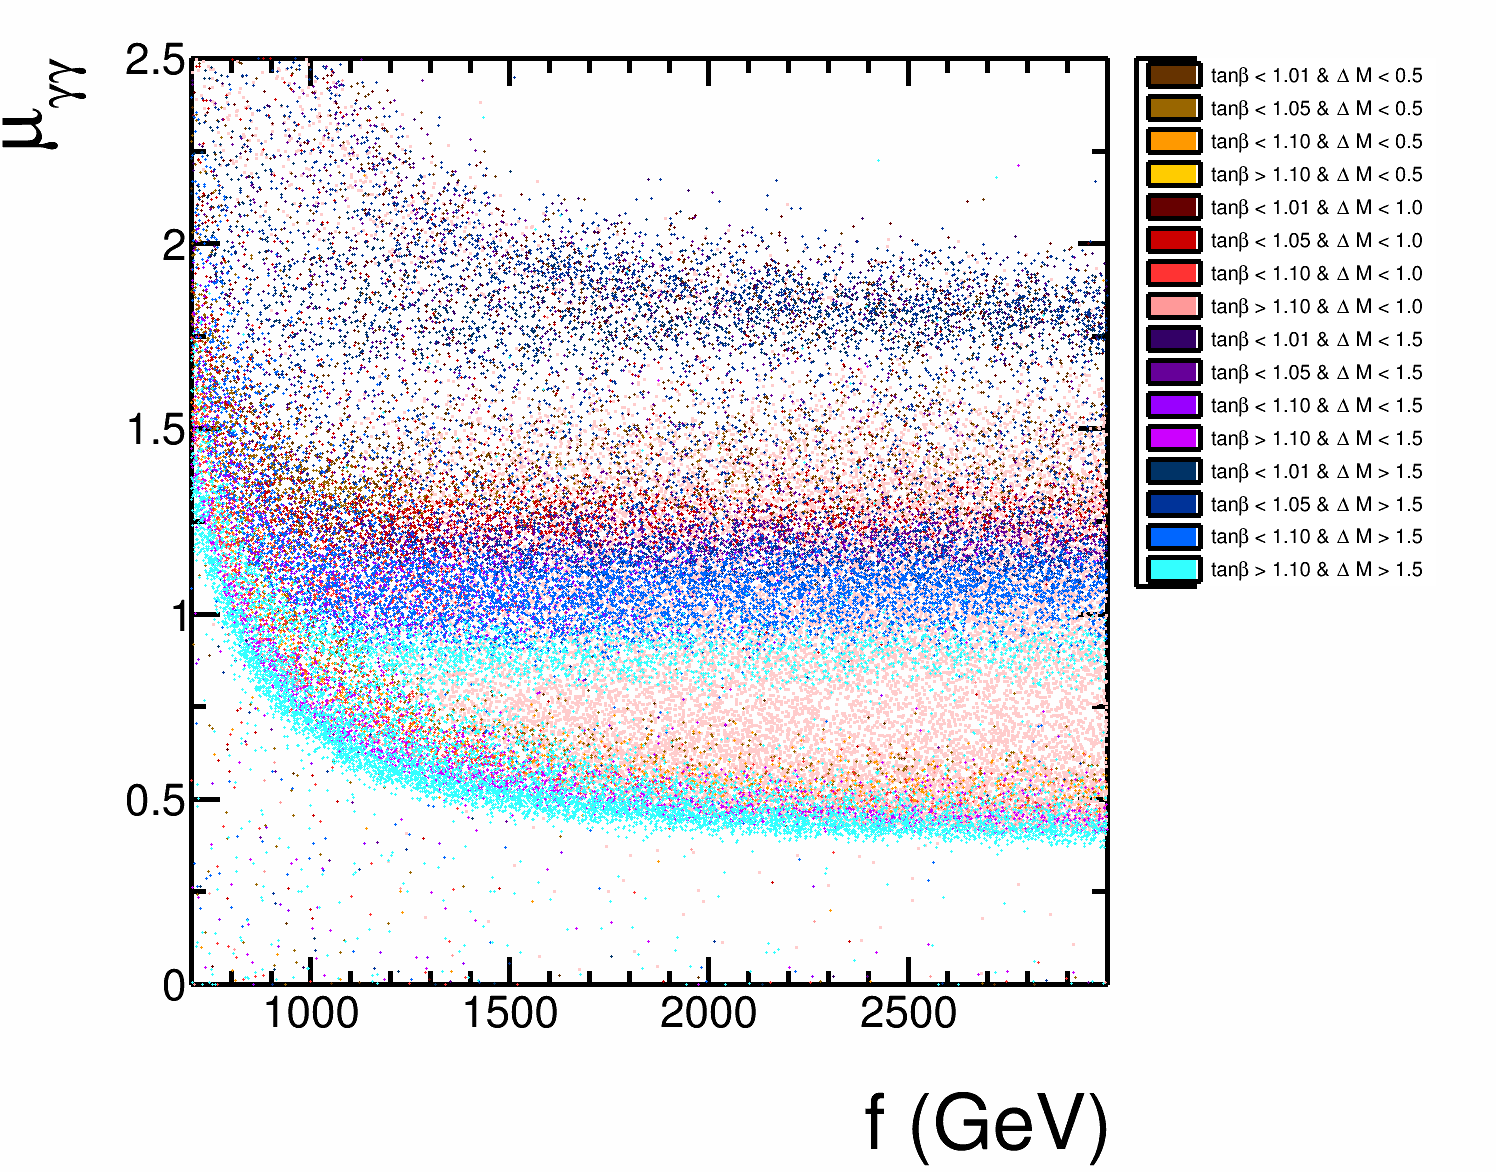 μγγ
2.5
2
1.5
1
0.5
0
1000 1500 2000 2500
f (GeV)
tanβ < 1.01 & Δ M < 0.5
tanβ < 1.05 & Δ M < 0.5
tanβ < 1.10 & Δ M < 0.5
tanβ > 1.10 & Δ M < 0.5
tanβ < 1.01 & Δ M < 1.0
tanβ < 1.05 & Δ M < 1.0
tanβ < 1.10 & Δ M < 1.0
tanβ > 1.10 & Δ M < 1.0
tanβ < 1.01 & Δ M < 1.5
tanβ < 1.05 & Δ M < 1.5
tanβ < 1.10 & Δ M < 1.5
tanβ > 1.10 & Δ M < 1.5
tanβ < 1.01 & Δ M > 1.5
tanβ < 1.05 & Δ M > 1.5
tanβ < 1.10 & Δ M > 1.5
tanβ > 1.10 & Δ M > 1.5